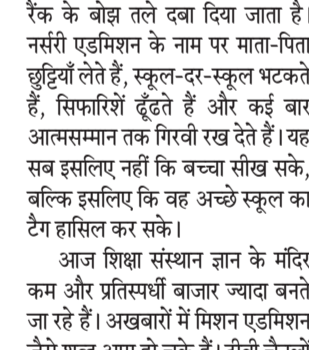 रैंक के बोझ तले दबा दिया जाता है।
नर्सरी एडमिशन के नाम पर माता-पिता
छुट्टियाँ लेते हैं, स्कूल-दर-स्कूल भटकते
हैं, सिफारिशें ढूँढते हैं और कई बार
आत्मसम्मान तक गिरवी रख देते हैं। यह
सब इसलिए नहीं कि बच्चा सीख सके,
बल्कि इसलिए कि वह अच्छे स्कूल का
टैग हासिल कर सके।
आज शिक्षा संस्थान ज्ञान के मंदिर
कम और प्रतिस्पर्धी बाजार ज्यादा बनते
जा रहे हैं। अखबारों में मिशन एडमिशन